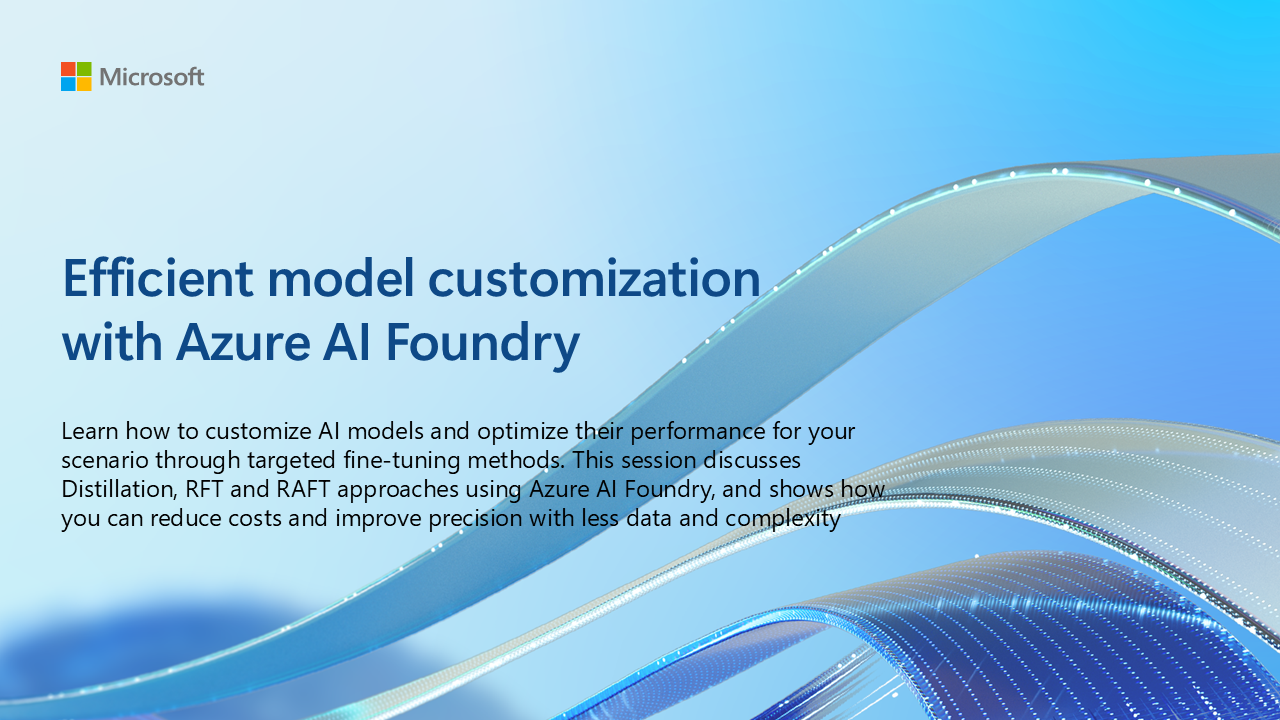 Microsoft
Efficient model customization
with Azure AI Foundry
Learn how to customize AI models and optimize their performance for your
scenario through targeted fine-tuning methods. This session discusses
Distillation, RFT and RAFT approaches using Azure AI Foundry, and shows how
you can reduce costs and improve precision with less data and complexity